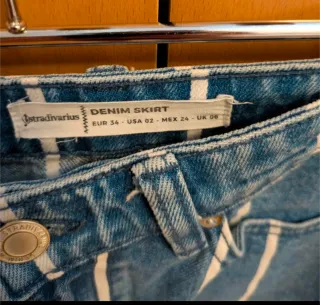 stradivarius
DENIM SKIRT
EUR 34 - USA 02 - MEX 24 - UK 06